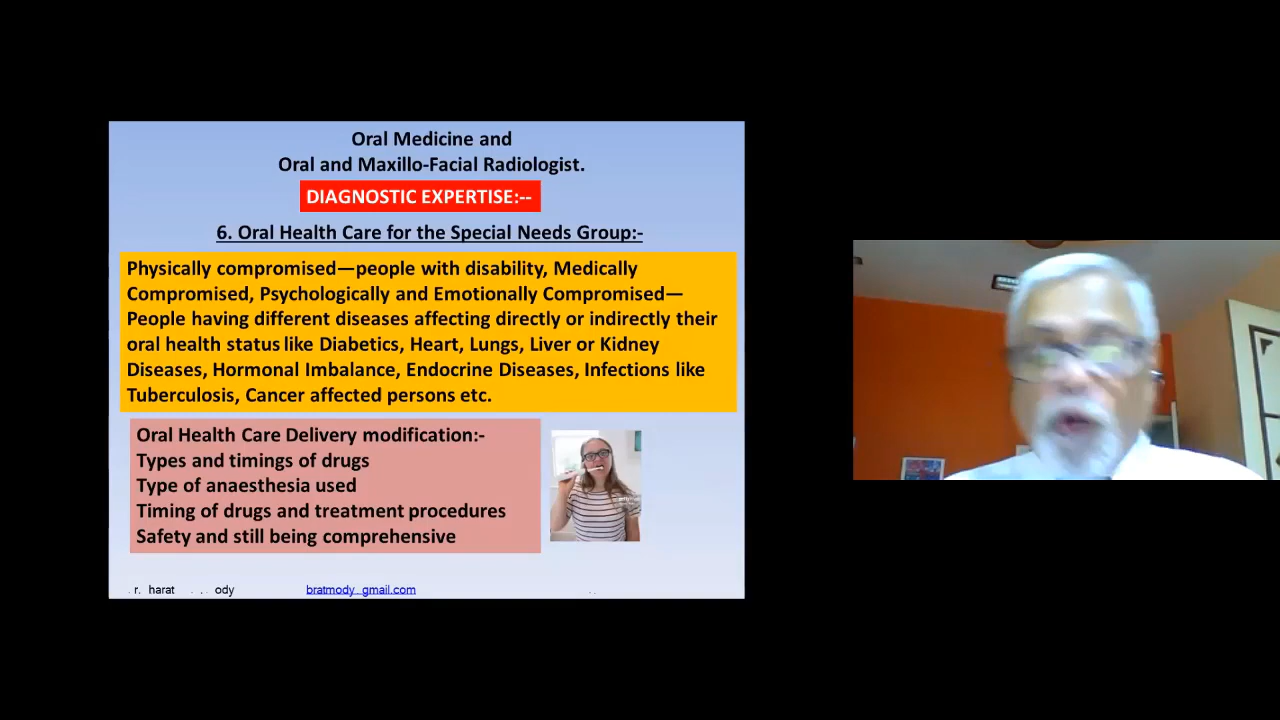 Oral Medicine and
Oral and Maxillo-Facial Radiologist.
DIAGNOSTIC EXPERTISE:--
6. Oral Health Care for the Special Needs Group:-
Physically compromised—people with disability, Medically
Compromised, Psychologically and Emotionally Compromised—
People having different diseases affecting directly or indirectly their
oral health status like Diabetics, Heart, Lungs, Liver or Kidney
Diseases, Hormonal Imbalance, Endocrine Diseases, Infections like
Tuberculosis, Cancer affected persons etc.
Oral Health Care Delivery modification:-
Types and timings of drugs
Type of anaesthesia used
Timing of drugs and treatment procedures
Safety and still being comprehensive
r. harat ody bratmody gmail.com